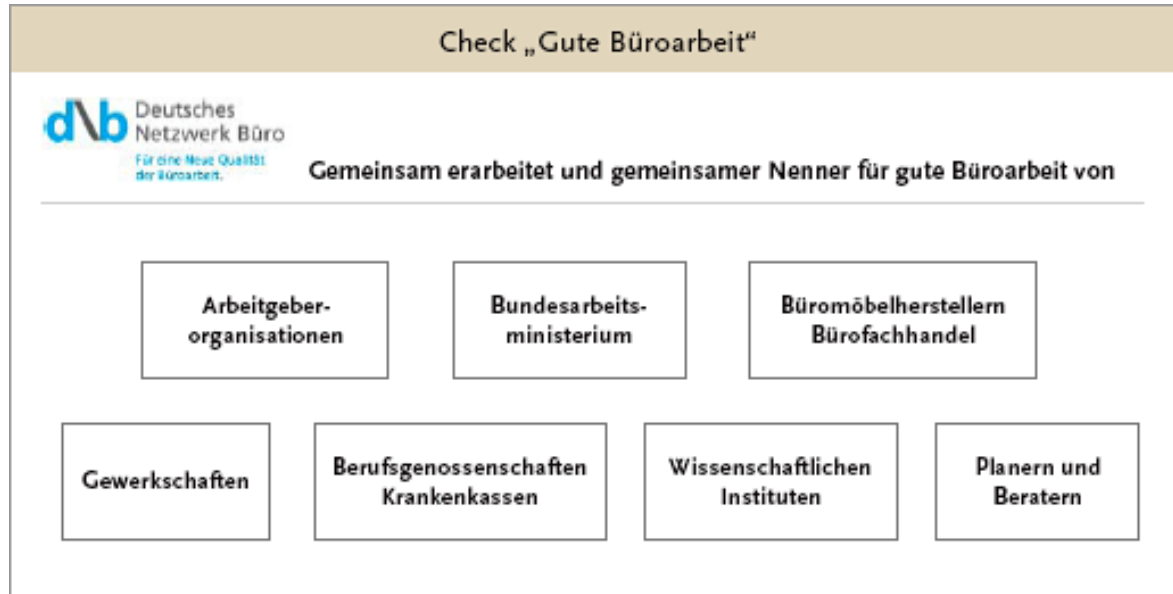 Check „Gute Büroarbeit“
d\b Deutsches
Netzwerk Büro
Für eine Neue Qualität
der Büroarbeit.
Gemeinsam erarbeitet und gemeinsamer Nenner für gute Büroarbeit von
Arbeitgeber-
organisationen
Bundesarbeits-
ministerium
Büromöbelherstellern
Bürofachhandel
Gewerkschaften
Berufsgenossenschaften
Krankenkassen
Wissenschaftlichen
Instituten
Planern und
Beratern